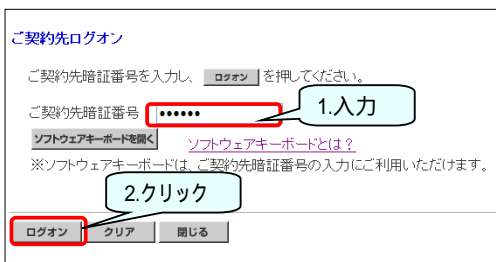 ご契約先ログオン
ご契約先暗証番号を入力し、 ログオン を押してください。
ご契約先暗証番号 ••••••
1.入力
ソフトウェアキーボードを開く ソフトウェアキーボードとは？
※ソフトウェアキーボードは、ご契約先暗証番号の入力にご利用いただけます。
2.クリック
ログオン クリア 閉じる